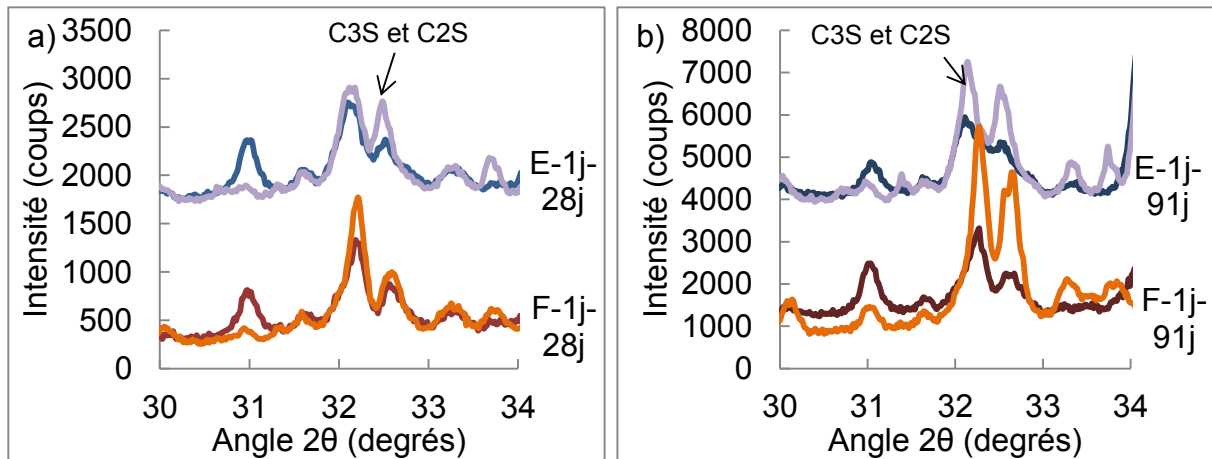 a)
C3S et C2S
Intensité (coups)
3500
3000
2500
2000
1500
1000
500
0
E-1j-
28j
F-1j-
28j
30
31
32
33
34
Angle 2θ (degrés)
b)
C3S et C2S
Intensité (coups)
8000
7000
6000
5000
4000
3000
2000
1000
0
E-1j-
91j
F-1j-
91j
30
31
32
33
34
Angle 2θ (degrés)